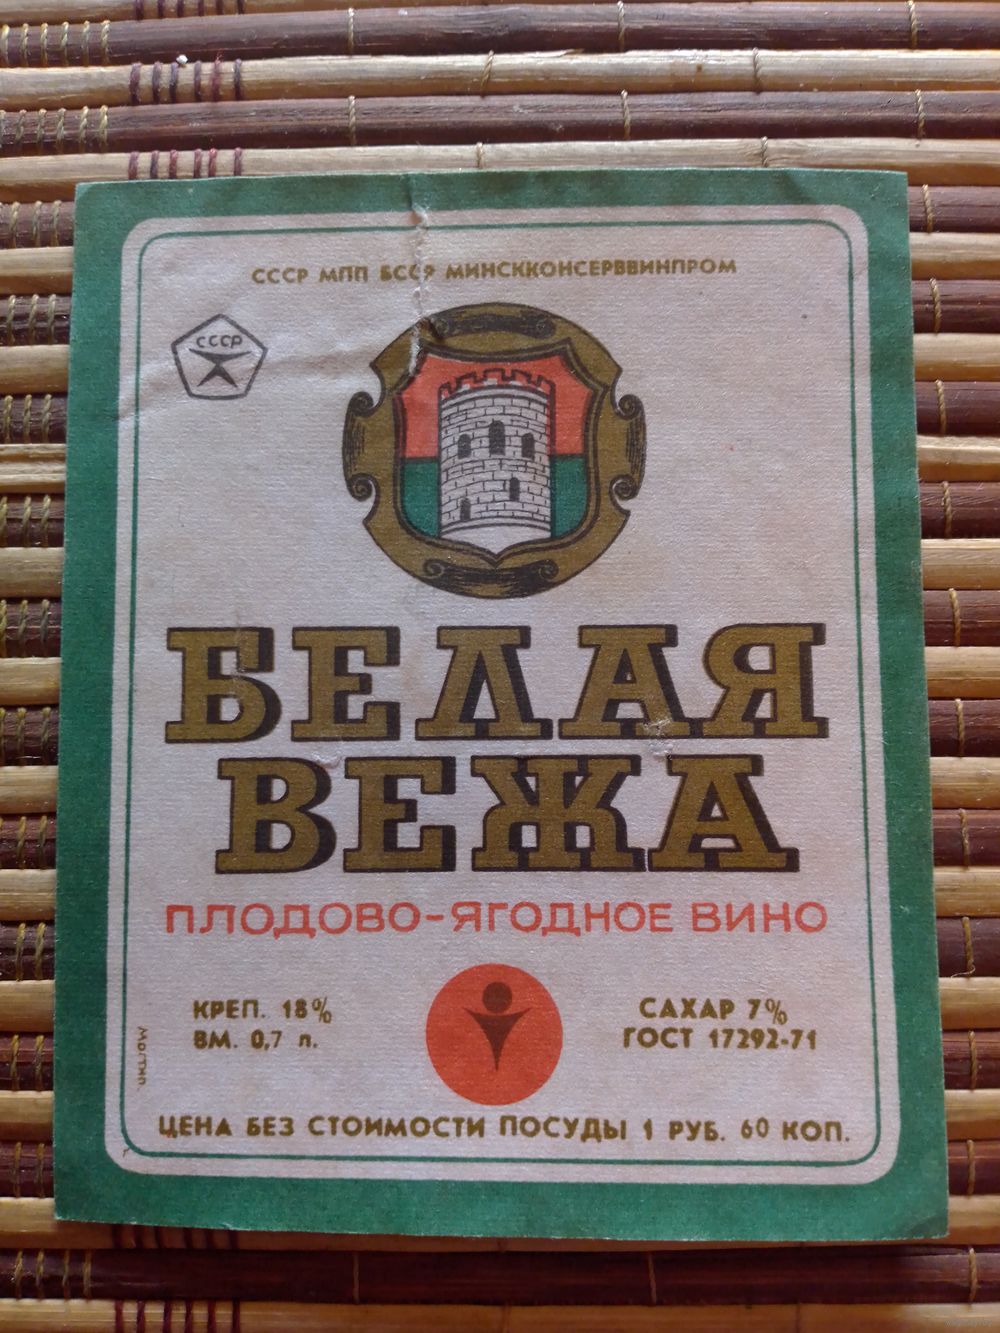 СССР МПП БССР МИНСККОНСЕРВВИНПРОМ
СССР
БЕЛАЯ
ВЕЖА
ПЛОДОВО-ЯГОДНОЕ ВИНО
КРЕП. 18%
ВМ. 0,7 л.
САХАР 7%
ГОСТ 17292-71
ЦЕНА БЕЗ СТОИМОСТИ ПОСУДЫ 1 РУБ. 60 КОП.